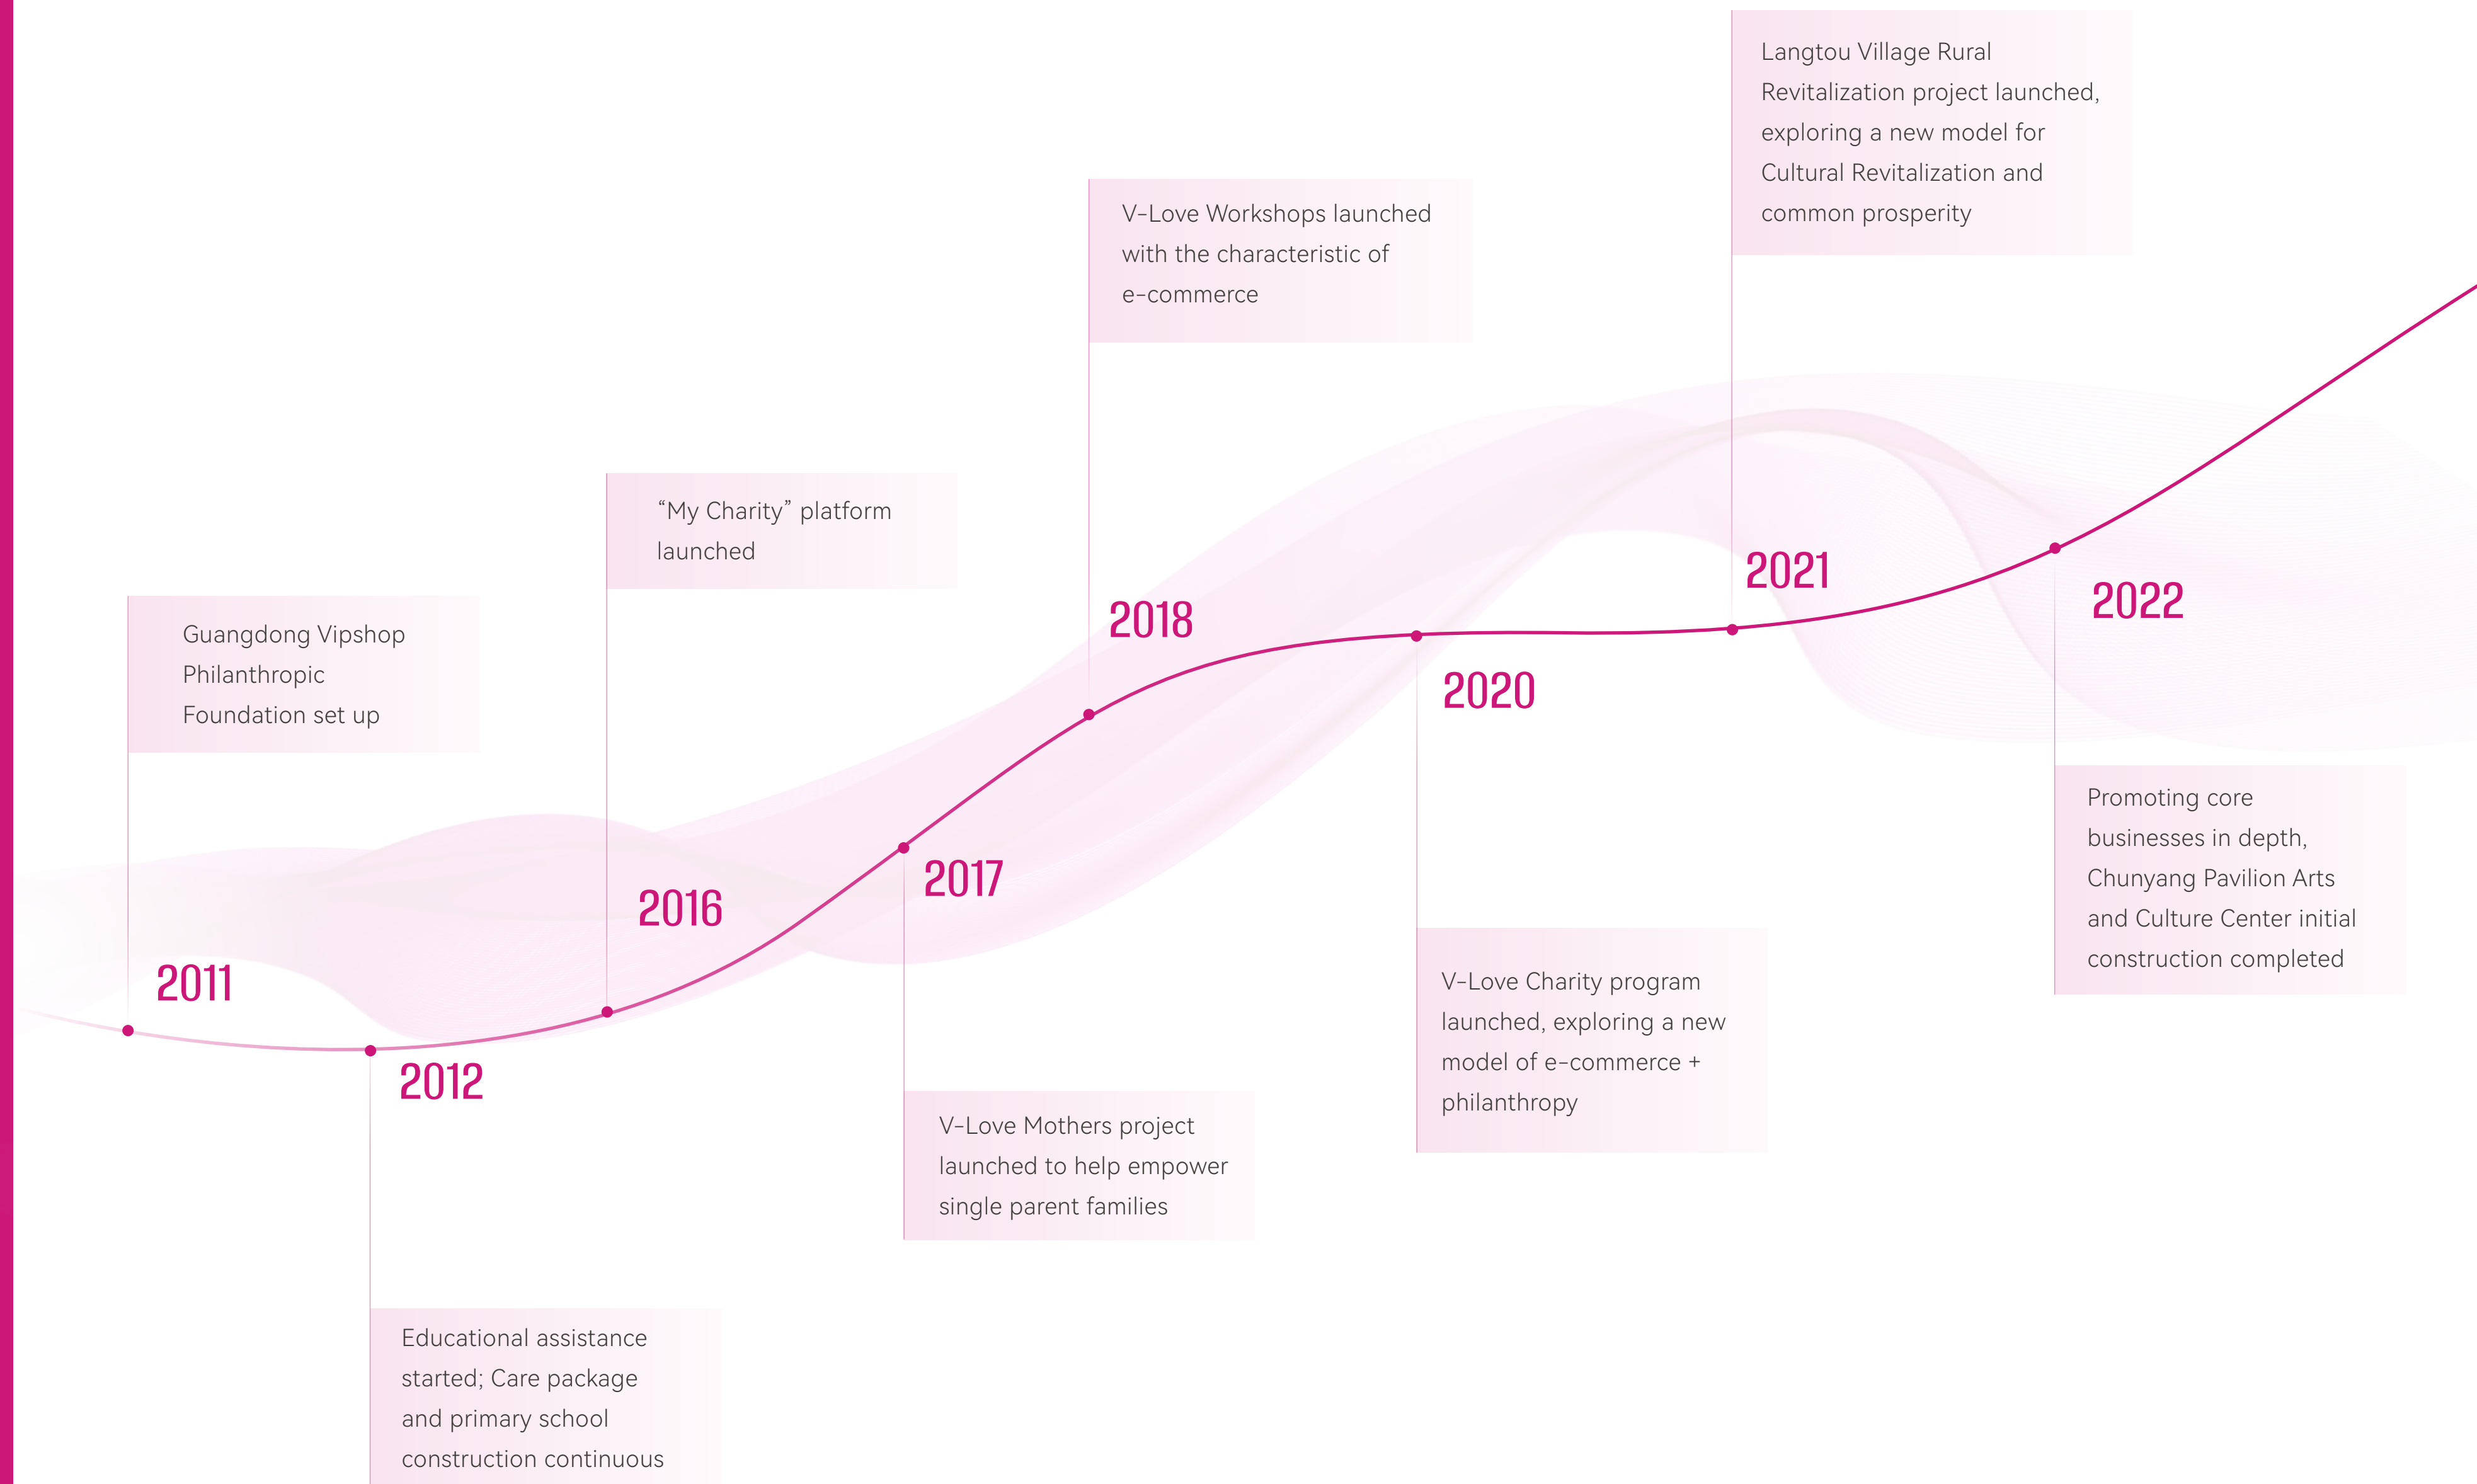 2011
Guangdong Vipshop
Philanthropic
Foundation set up
2012
Educational assistance
started; Care package
and primary school
construction continuous
2016
“My Charity” platform
launched
2017
V-Love Mothers project
launched to help empower
single parent families
2018
V-Love Workshops launched
with the characteristic of
e-commerce
2020
V-Love Charity program
launched, exploring a new
model of e-commerce +
philanthropy
2021
Langtou Village Rural
Revitalization project launched,
exploring a new model for
Cultural Revitalization and
common prosperity
2022
Promoting core
businesses in depth,
Chunyang Pavilion Arts
and Culture Center initial
construction completed